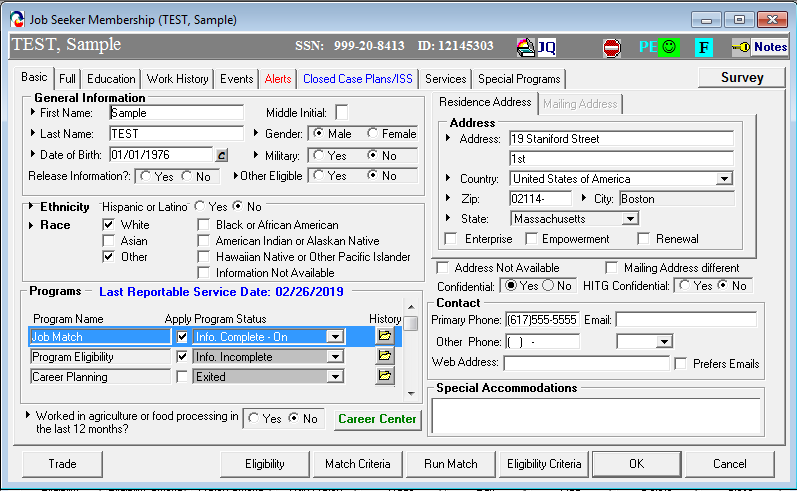 Job Seeker Membership (TEST, Sample)
TEST, Sample SSN: 999-20-8413 ID: 12145303 JQ PE F Notes
Basic Full Education Work History Events Alerts Closed Case Plans/ISS Services Special Programs Survey
General Information
First Name: Sample Middle Initial:
Last Name: TEST Gender: Male Female
Date of Birth: 01/01/1976 c Military: Yes No
Release Information?: Yes No Other Eligible Yes No
Ethnicity Hispanic or Latino Yes No
Race White Black or African American
Asian American Indian or Alaskan Native
Other Hawaiian Native or Other Pacific Islander
Information Not Available
Programs Last Reportable Service Date: 02/26/2019
Program Name Apply Program Status History
Job Match Info. Complete - On
Program Eligibility Info. Incomplete
Career Planning Exited
Worked in agriculture or food processing in
the last 12 months? Yes No Career Center
Residence Address Mailing Address
Address
Address: 19 Staniford Street
1st
Country: United States of America
Zip: 02114- City: Boston
State: Massachusetts
Enterprise Empowerment Renewal
Address Not Available Mailing Address different
Confidential: Yes No HITG Confidential: Yes No
Contact
Primary Phone: (617)555-5555 Email:
Other Phone: ( ) -
Web Address: Prefers Emails
Special Accommodations
Trade Eligibility Match Criteria Run Match Eligibility Criteria OK Cancel